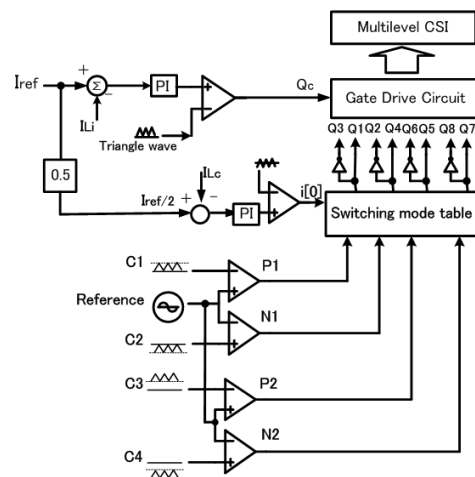 Multilevel CSI
Iref
+
Σ
−
PI
+
−
Qc
Gate Drive Circuit
ILi
Triangle wave
Q3 Q1 Q2 Q4 Q6 Q5 Q8 Q7
0.5
ILc
Iref/2
+
−
PI
−
+
i[0]
Switching mode table
C1
P1
Reference
N1
C2
C3
P2
N2
C4